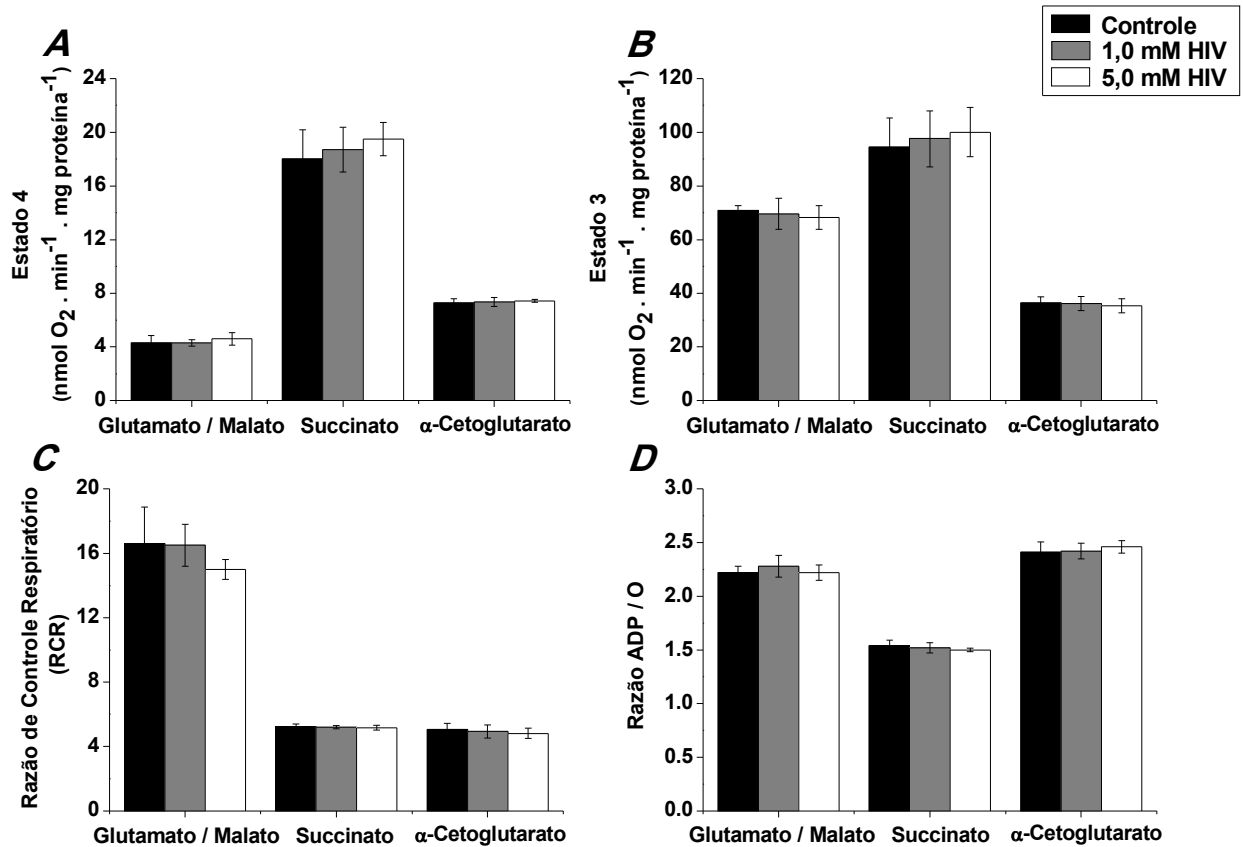 Controle
1,0 mM HIV
5,0 mM HIV
A
Estado 4
(nmol O2 . min-1 . mg proteína-1)
24
20
16
12
8
4
0
Glutamato / Malato Succinato α-Cetoglutarato
B
Estado 3
(nmol O2 . min-1 . mg proteína-1)
120
100
80
60
40
20
0
Glutamato / Malato Succinato α-Cetoglutarato
C
Razão de Controle Respiratório
(RCR)
20
16
12
8
4
0
Glutamato / Malato Succinato α-Cetoglutarato
D
Razão ADP / O
3.0
2.5
2.0
1.5
1.0
0.5
0.0
Glutamato / Malato Succinato α-Cetoglutarato